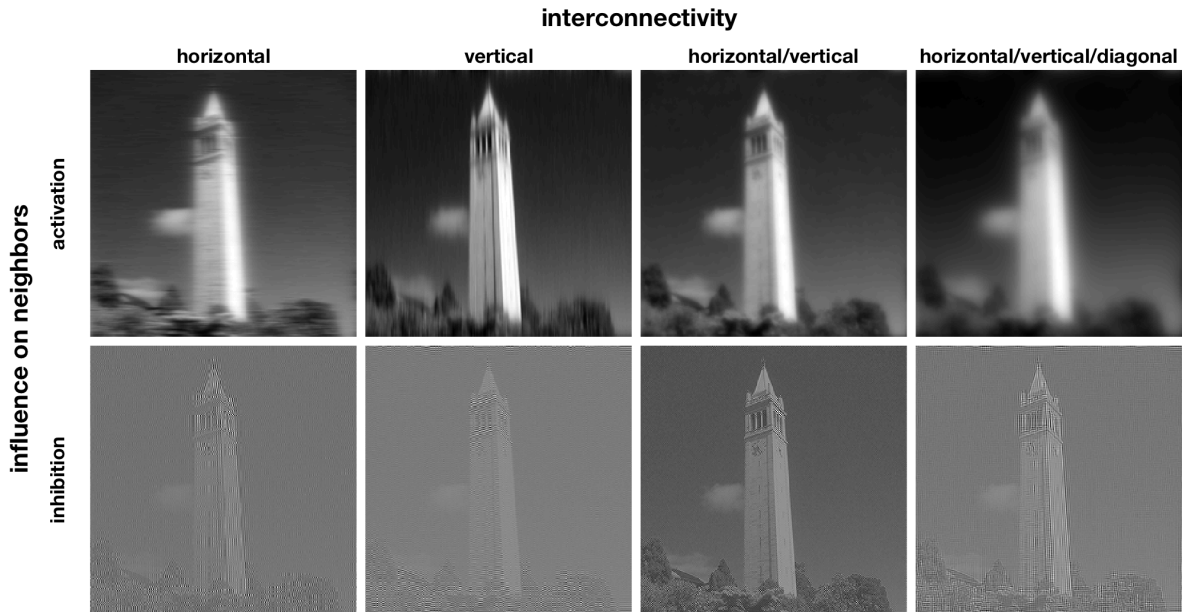 interconnectivity
horizontal
vertical
horizontal/vertical
horizontal/vertical/diagonal
influence on neighbors
activation
inhibition